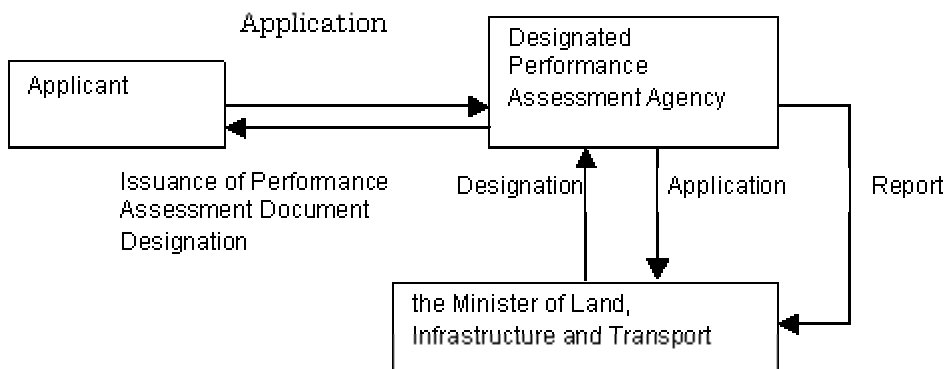 Application
Applicant
Designated
Performance
Assessment Agency
Issuance of Performance
Assessment Document
Designation
Designation
Application
Report
the Minister of Land,
Infrastructure and Transport